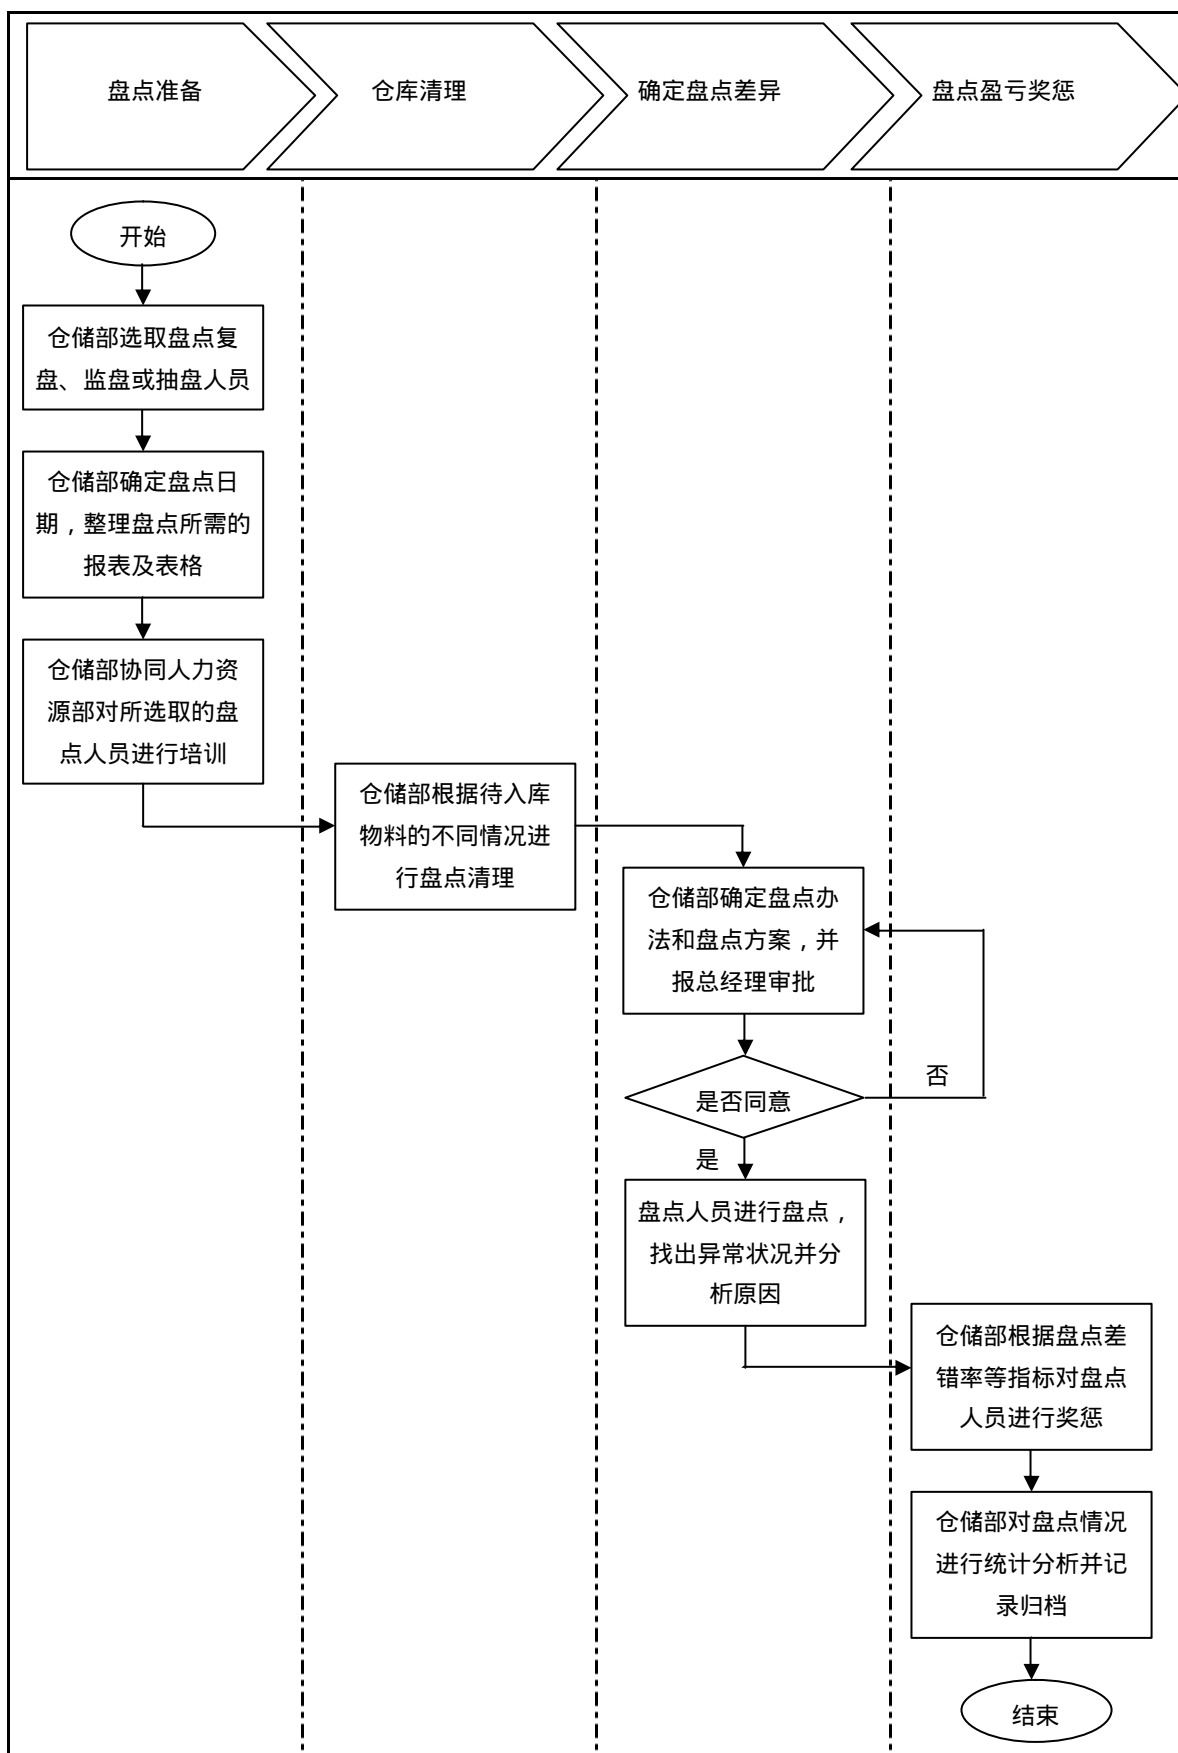 盘点准备
仓库清理
确定盘点差异
盘点盈亏奖惩
开始
仓储部选取盘点复
盘、监盘或抽盘人员
仓储部确定盘点日
期，整理盘点所需的
报表及表格
仓储部协同人力资
源部对所选取的盘
点人员进行培训
仓储部根据待入库
物料的不同情况进
行盘点清理
仓储部确定盘点办
法和盘点方案，并
报总经理审批
是否同意
否
是
盘点人员进行盘点，
找出异常状况并分
析原因
仓储部根据盘点差
错率等指标对盘点
人员进行奖惩
仓储部对盘点情况
进行统计分析并记
录归档
结束